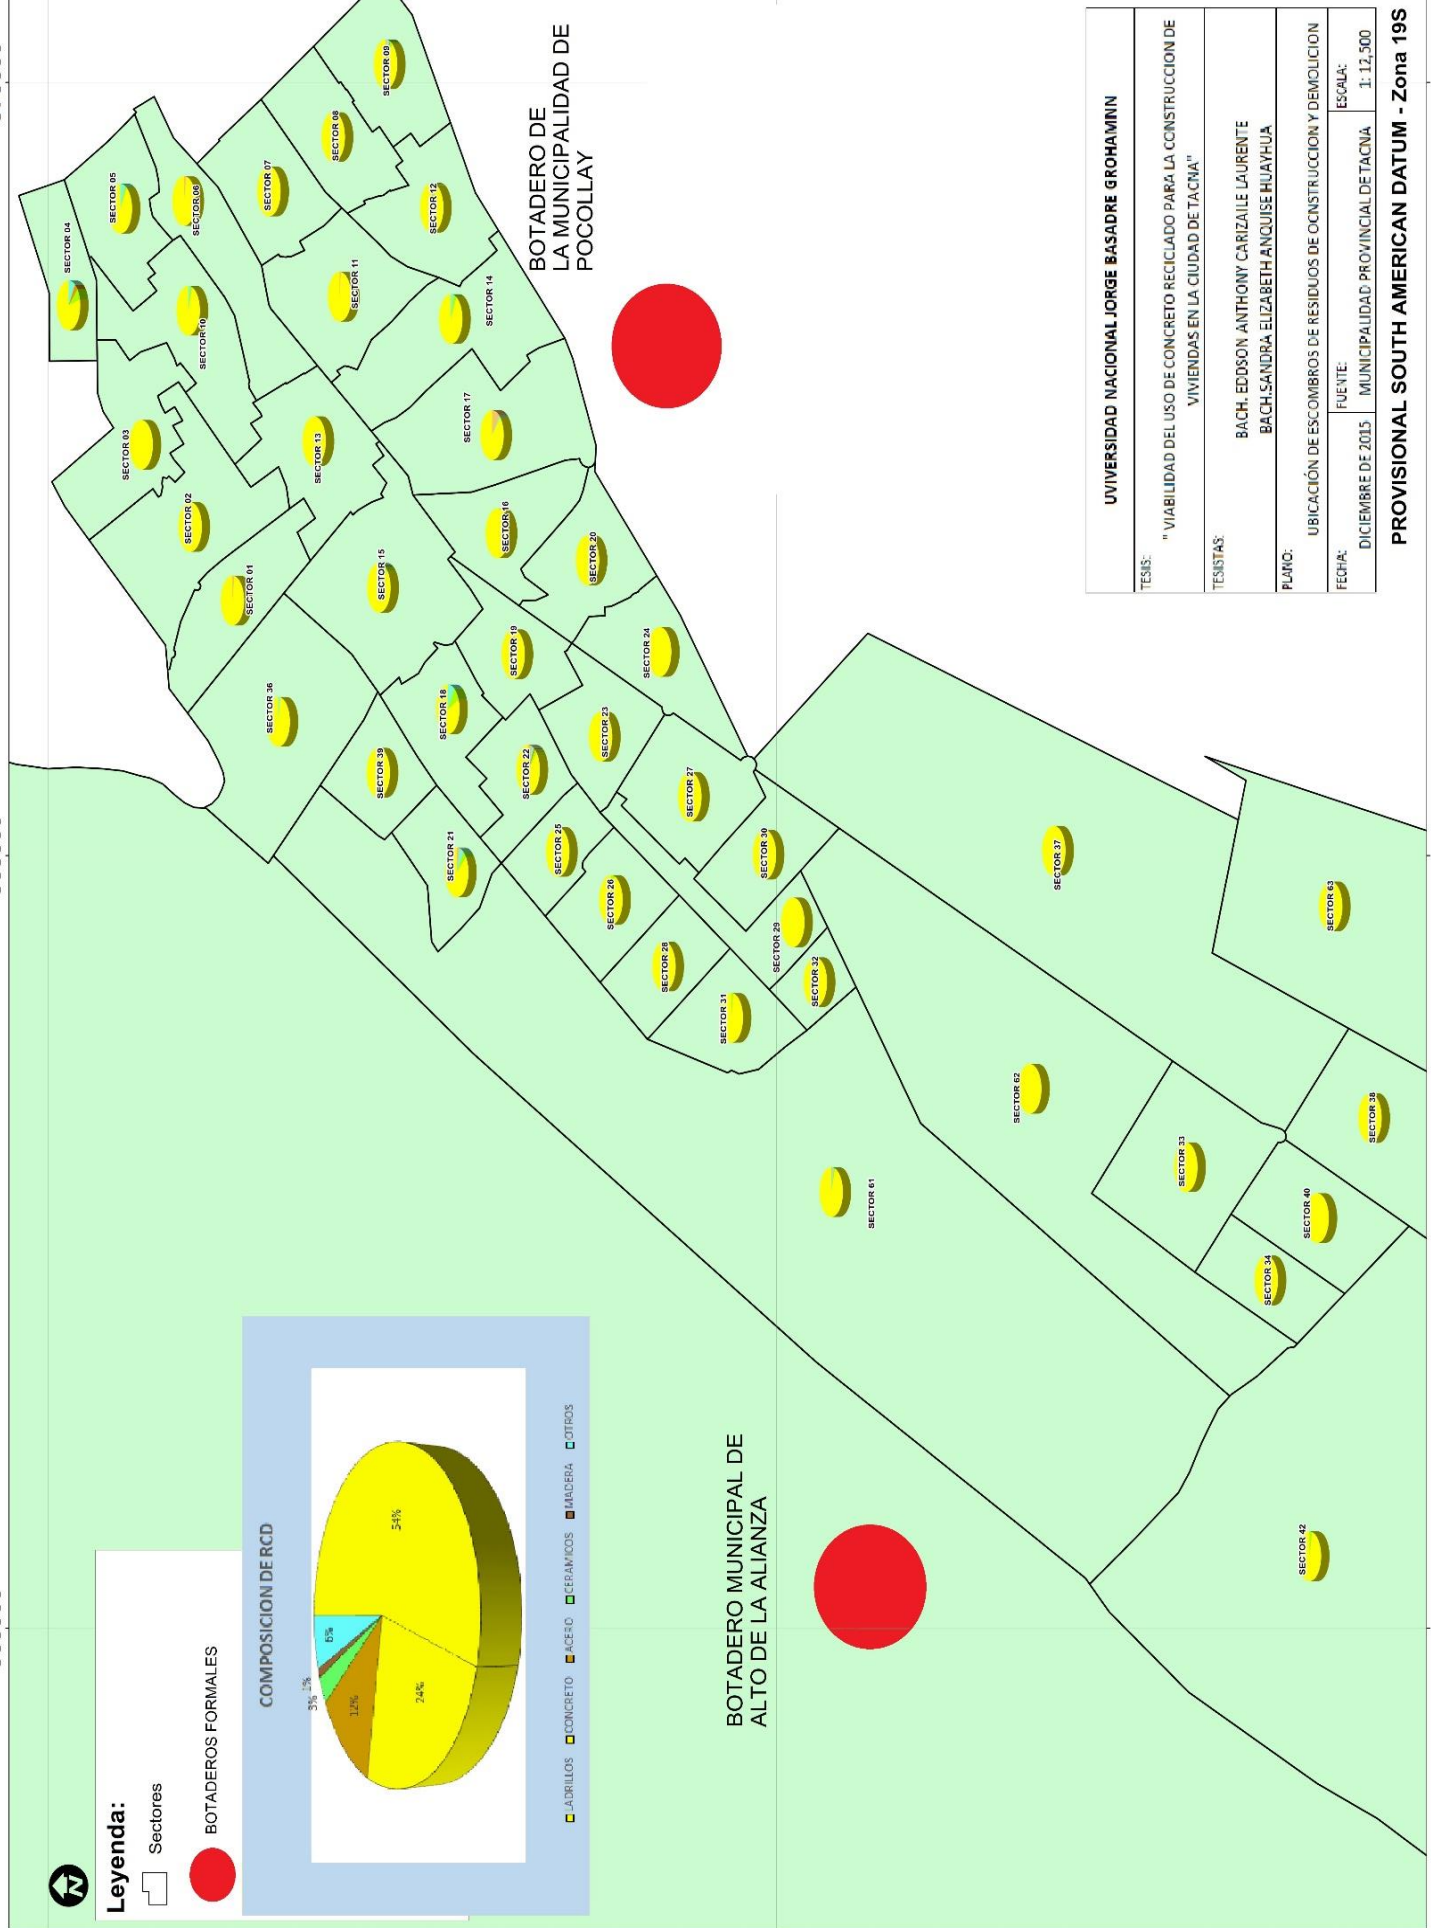 Leyenda:
Sectores
BOTADEROS FORMALES
COMPOSICION DE RCD
54%
24%
12%
3%
1%
6%
LADRILLOS CONCRETO ACERO CERAMICOS MADERA OTROS
BOTADERO MUNICIPAL DE
ALTO DE LA ALIANZA
BOTADERO DE
LA MUNICIPALIDAD DE
POCOLLAY
SECTOR 04
SECTOR 05
SECTOR 06
SECTOR 03
SECTOR 10
SECTOR 07
SECTOR 08
SECTOR 09
SECTOR 02
SECTOR 01
SECTOR 13
SECTOR 11
SECTOR 12
SECTOR 14
SECTOR 36
SECTOR 15
SECTOR 17
SECTOR 16
SECTOR 20
SECTOR 39
SECTOR 18
SECTOR 19
SECTOR 24
SECTOR 21
SECTOR 22
SECTOR 23
SECTOR 25
SECTOR 27
SECTOR 26
SECTOR 30
SECTOR 28
SECTOR 29
SECTOR 31
SECTOR 32
SECTOR 37
SECTOR 63
SECTOR 61
SECTOR 62
SECTOR 33
SECTOR 38
SECTOR 34
SECTOR 40
SECTOR 42
UVIVERSIDAD NACIONAL JORGE BASADRE GROHAMNN
TESIS:
" VIABILIDAD DEL USO DE CONCRETO RECICLADO PARA LA CONSTRUCCION DE
VIVIENDAS EN LA CIUDAD DE TACNA"
TESISTAS:
BACH. EDDSON ANTHONY CARIZAILE LAURENTE
BACH.SANDRA ELIZABETH ANQUISE HUAYHUA
PLANO:
UBICACIÓN DE ESCOMBROS DE RESIDUOS DE OCNSTRUCCION Y DEMOLICION
FECHA: FUENTE: ESCALA:
DICIEMBRE DE 2015 MUNICIPALIDAD PROVINCIAL DE TACNA 1: 12,500
PROVISIONAL SOUTH AMERICAN DATUM - Zona 19S